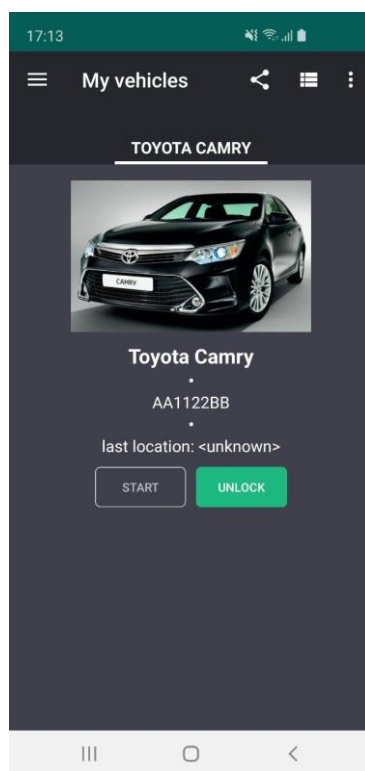 17:13
My vehicles
TOYOTA CAMRY
CAMRY
Toyota Camry
•
AA1122BB
•
last location: <unknown>
START
UNLOCK